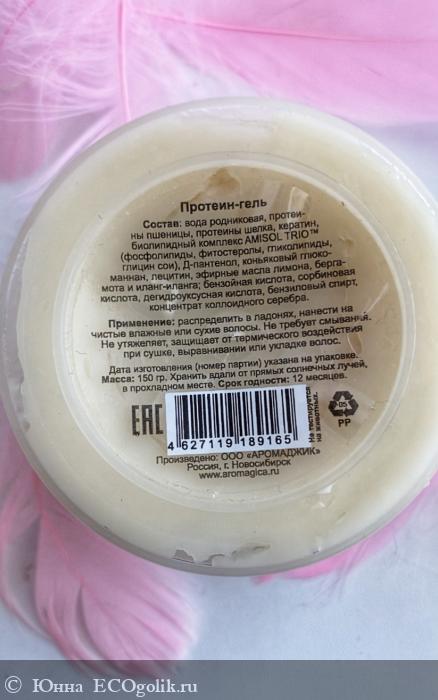 Протеин-гель
Состав: вода родниковая, протеи-
ны пшеницы, протеины шелка, кератин,
биолипидный комплекс AMISOL TRIO™
(фосфолипиды, фитостеролы, гликолипиды,
глицин сои), Д-пантенол, коньяковый глюко-
маннан, лецитин, эфирные масла лимона, берга-
мота и иланг-иланга; бензойная кислота, сорбиновая
кислота, дегидроуксусная кислота, бензиловый спирт,
концентрат коллоидного серебра.
Применение: распределить в ладонях, нанести на
чистые влажные или сухие волосы. Не требует смывания.
Не утяжеляет, защищает от термического воздействия
при сушке, выравнивании или укладке волос.
Дата изготовления (номер партии) указана на упаковке.
Масса: 150 гр. Хранить вдали от прямых солнечных лучей,
в прохладном месте. Срок годности: 12 месяцев.
EAC
4 627119 189165
Не тестируется
на животных.
05
PP
Произведено: ООО «АРОМАДЖИК»
Россия, г. Новосибирск
www.aromagica.ru
© Юнна ECOgolik.ru